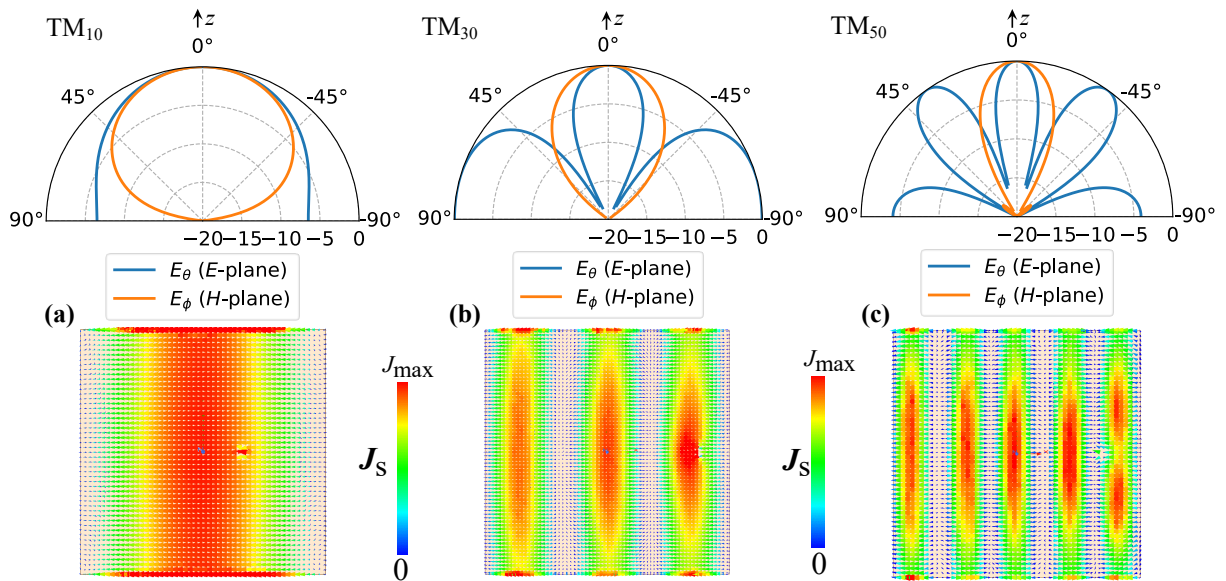 TM10
z
0°
45°
-45°
90°
-90°
-20 -15 -10 -5 0
Eθ (E-plane)
Eϕ (H-plane)
(a)
TM30
z
0°
45°
-45°
90°
-90°
-20 -15 -10 -5 0
Eθ (E-plane)
Eϕ (H-plane)
(b)
TM50
z
0°
45°
-45°
90°
-90°
-20 -15 -10 -5 0
Eθ (E-plane)
Eϕ (H-plane)
(c)
Jmax
JS
0
Jmax
JS
0